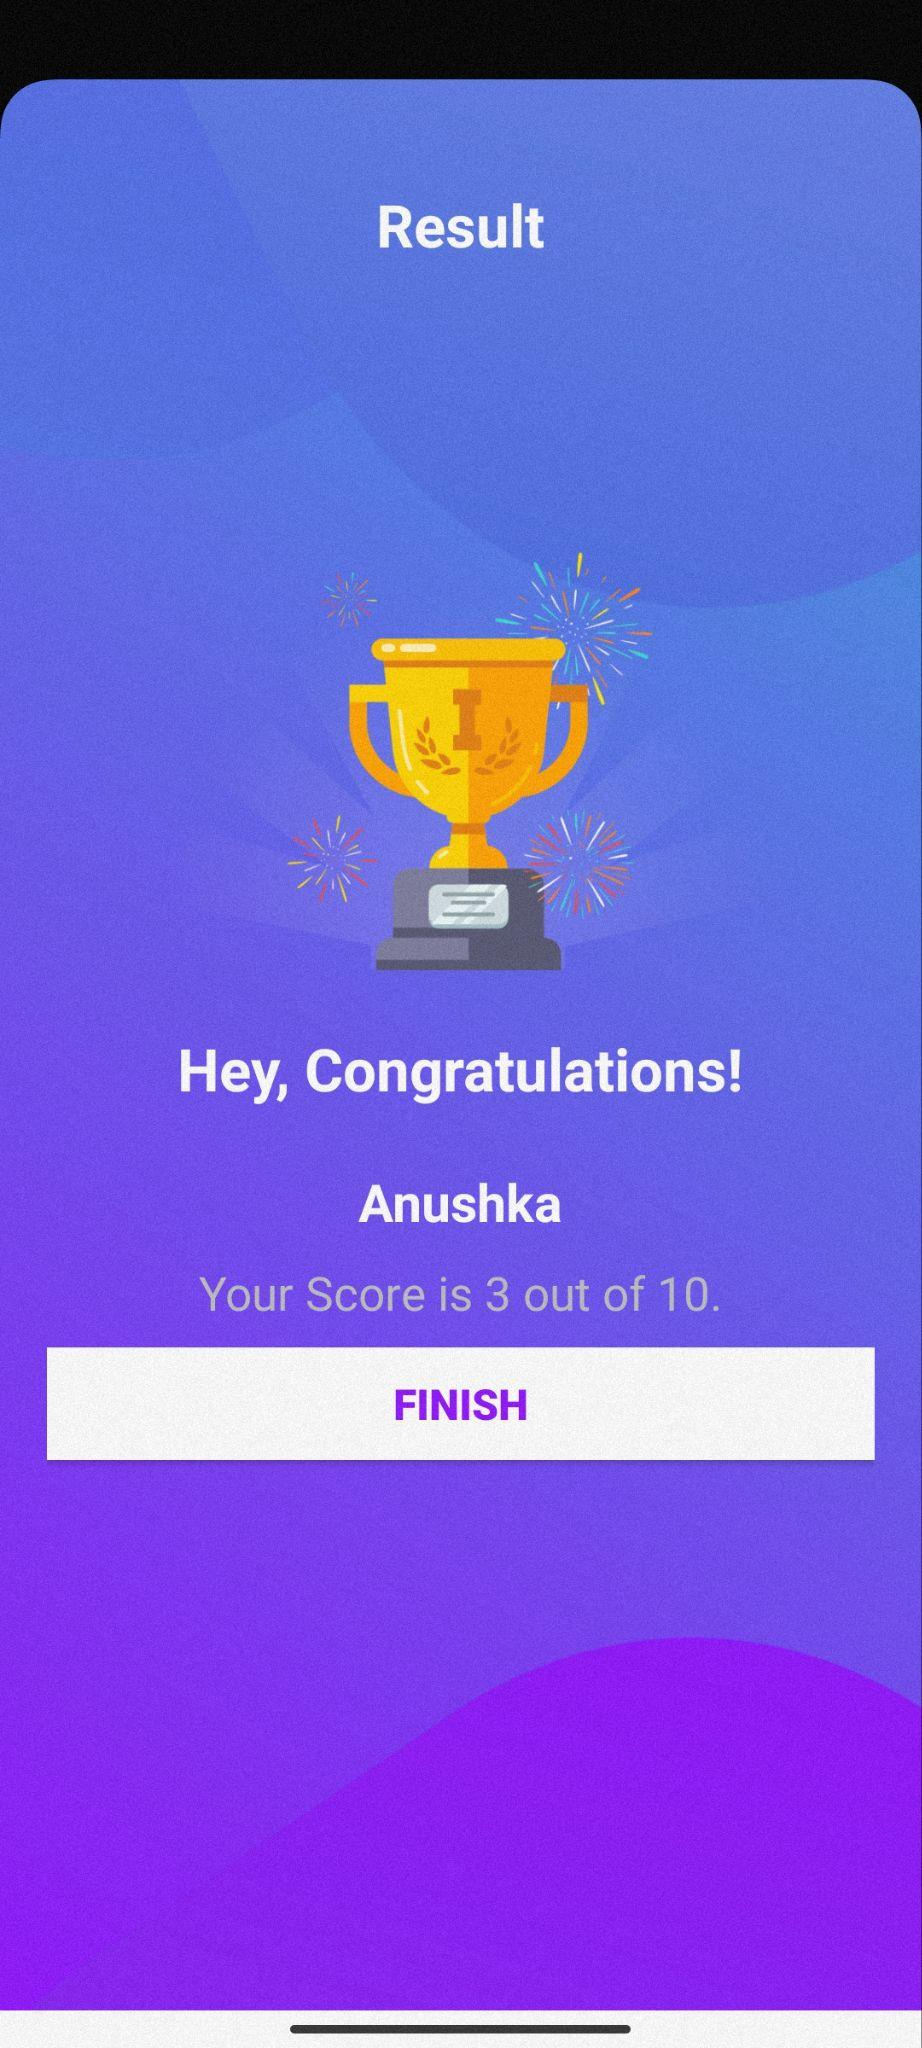 Result
Hey, Congratulations!
Anushka
Your Score is 3 out of 10.
FINISH